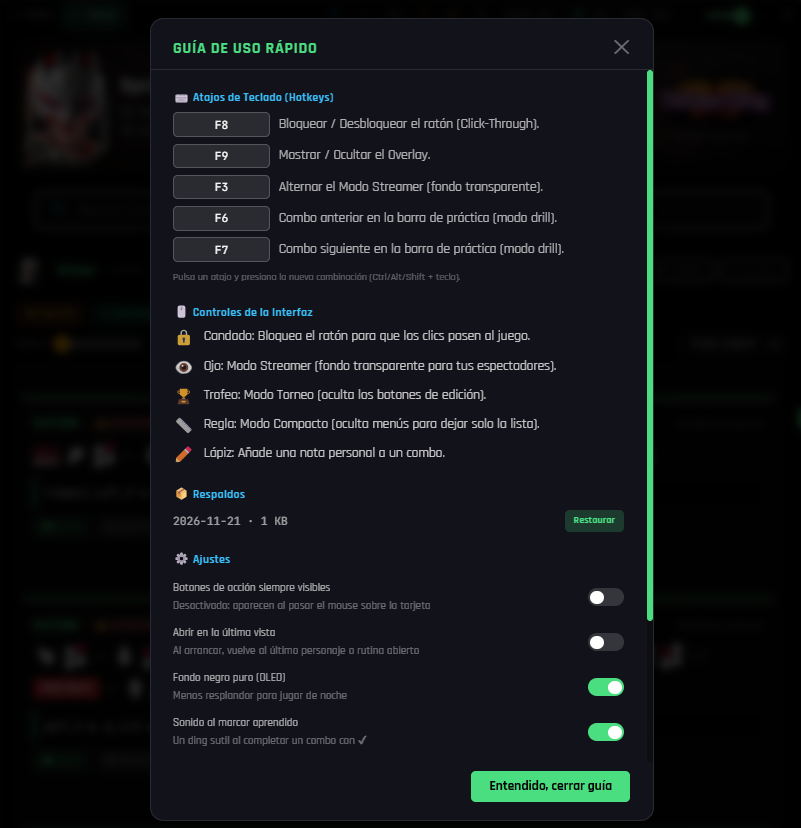 GUÍA DE USO RÁPIDO
Atajos de Teclado (Hotkeys)
F8 Bloquear / Desbloquear el ratón (Click-Through).
F9 Mostrar / Ocultar el Overlay.
F3 Alternar el Modo Streamer (fondo transparente).
F6 Combo anterior en la barra de práctica (modo drill).
F7 Combo siguiente en la barra de práctica (modo drill).
Pulsa un atajo y presiona la nueva combinación (Ctrl/Alt/Shift + tecla).
Controles de la Interfaz
Candado: Bloquea el ratón para que los clics pasen al juego.
Ojo: Modo Streamer (fondo transparente para tus espectadores).
Trofeo: Modo Torneo (oculta los botones de edición).
Regla: Modo Compacto (oculta menús para dejar solo la lista).
Lápiz: Añade una nota personal a un combo.
Respaldos
2026-11-21 · 1 KB Restaurar
Ajustes
Botones de acción siempre visibles
Desactivado: aparecen al pasar el mouse sobre la tarjeta
Abrir en la última vista
Al arrancar, vuelve al último personaje o rutina abierta
Fondo negro puro (OLED)
Menos resplandor para jugar de noche
Sonido al marcar aprendido
Un ding sutil al completar un combo con ✓
Entendido, cerrar guía